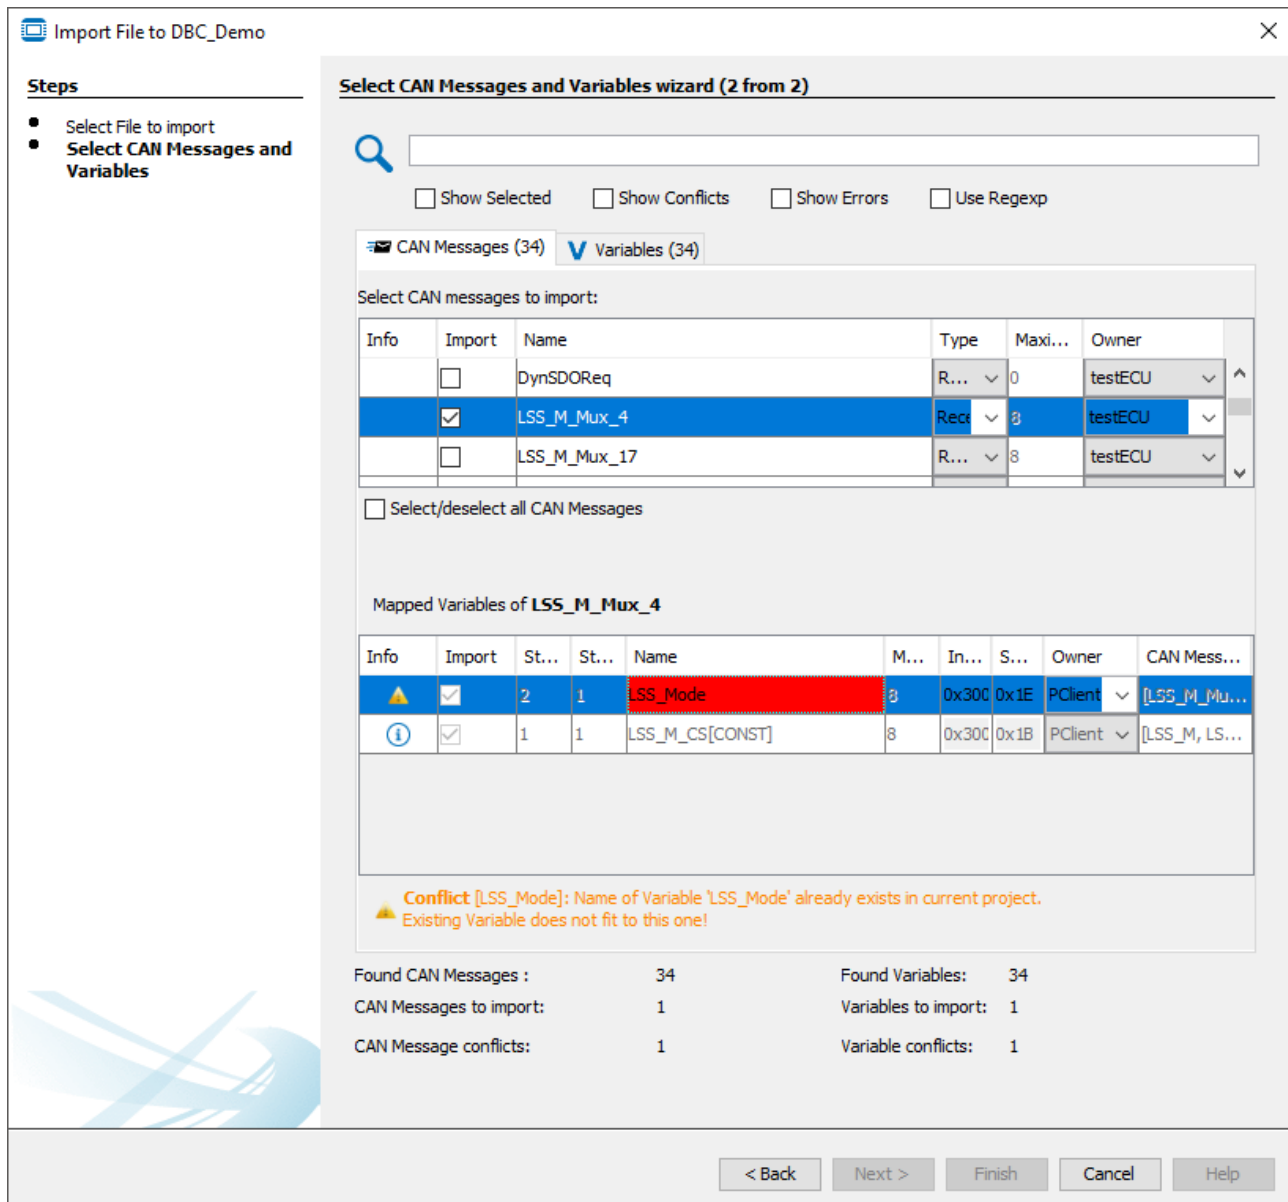 Import File to DBC_Demo
Steps
Select File to import
Select CAN Messages and
Variables
Select CAN Messages and Variables wizard (2 from 2)
Show Selected Show Conflicts Show Errors Use Regexp
CAN Messages (34) Variables (34)
Select CAN messages to import:
Info Import Name Type Maxi... Owner
DynSDOReq R... 0 testECU
LSS_M_Mux_4 Rece 8 testECU
LSS_M_Mux_17 R... 8 testECU
Select/deselect all CAN Messages
Mapped Variables of LSS_M_Mux_4
Info Import St... St... Name M... In... S... Owner CAN Mess...
2 1 LSS_Mode 8 0x300 0x1E PClient [LSS_M_Mu...
1 1 LSS_M_CS[CONST] 8 0x300 0x1B PClient [LSS_M, LS...
Conflict [LSS_Mode]: Name of Variable 'LSS_Mode' already exists in current project.
Existing Variable does not fit to this one!
Found CAN Messages : 34 Found Variables: 34
CAN Messages to import: 1 Variables to import: 1
CAN Message conflicts: 1 Variable conflicts: 1
< Back Next > Finish Cancel Help